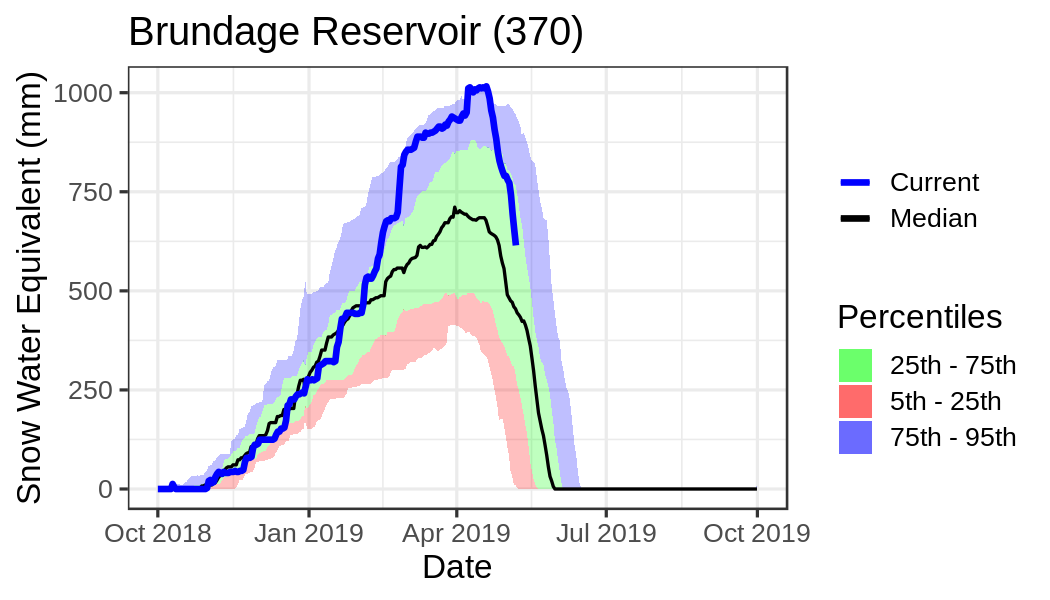 Brundage Reservoir (370)
Snow Water Equivalent (mm)
1000
750
500
250
0
Oct 2018 Jan 2019 Apr 2019 Jul 2019 Oct 2019
Date
Current
Median
Percentiles
25th - 75th
5th - 25th
75th - 95th